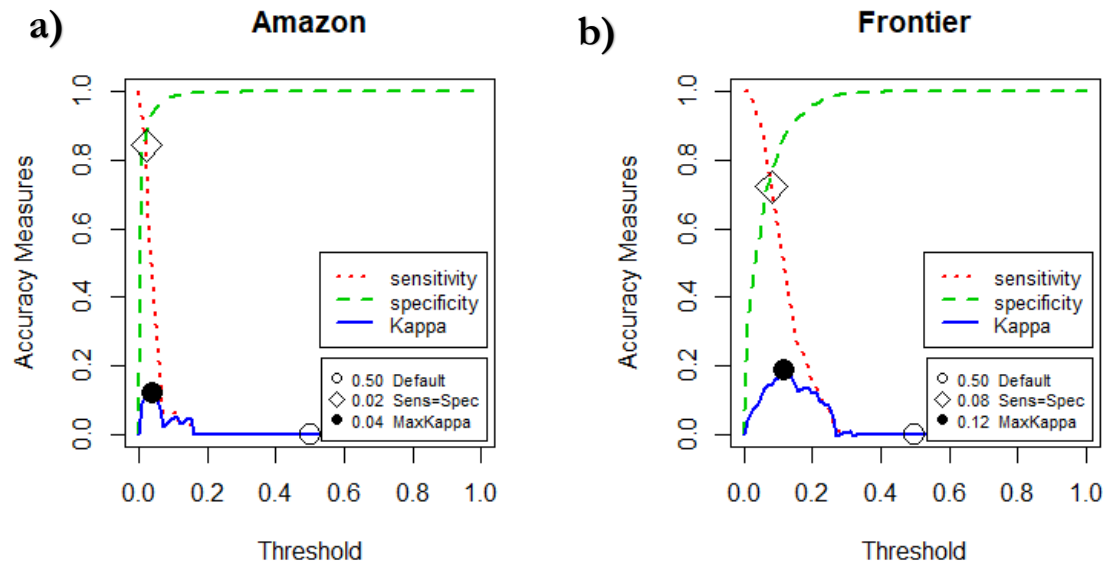 a)
Amazon
Accuracy Measures
1.0
0.8
0.6
0.4
0.2
0.0
sensitivity
specificity
Kappa
0.50 Default
0.02 Sens=Spec
0.04 MaxKappa
0.0 0.2 0.4 0.6 0.8 1.0
Threshold
b)
Frontier
Accuracy Measures
1.0
0.8
0.6
0.4
0.2
0.0
sensitivity
specificity
Kappa
0.50 Default
0.08 Sens=Spec
0.12 MaxKappa
0.0 0.2 0.4 0.6 0.8 1.0
Threshold